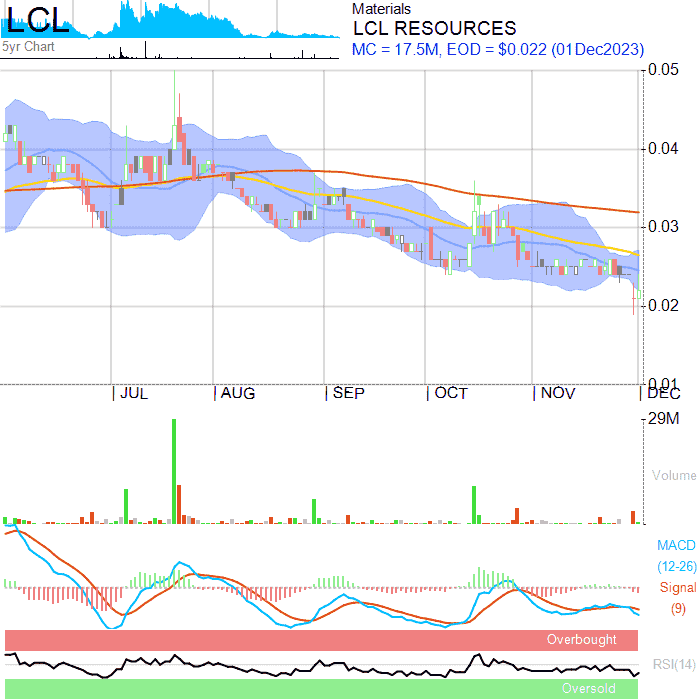 LCL
5yr Chart
Materials
LCL RESOURCES
MC = 17.5M, EOD = $0.022 (01Dec2023)
0.05
0.04
0.03
0.02
0.01
JUL
AUG
SEP
OCT
NOV
DEC
29M
Volume
MACD
(12-26)
Signal
(9)
Overbought
RSI(14)
Oversold